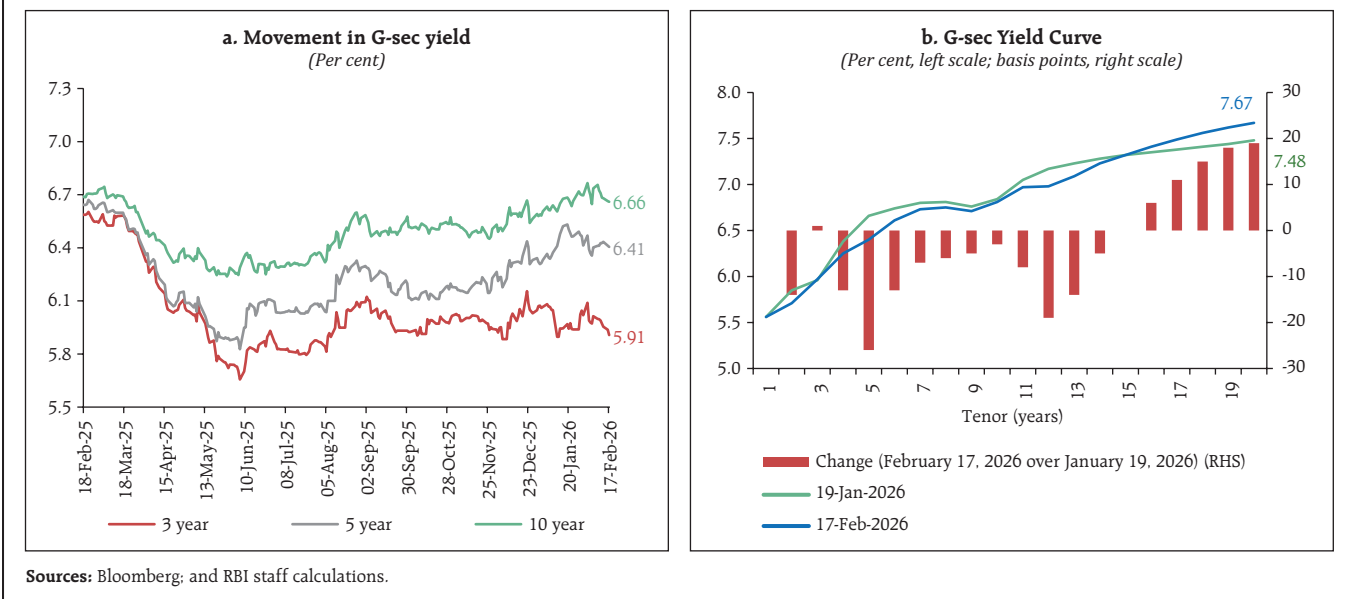 a. Movement in G-sec yield
(Per cent)
7.3
7.0
6.7
6.4
6.1
5.8
5.5
6.66
6.41
5.91
18-Feb-25
18-Mar-25
15-Apr-25
13-May-25
10-Jun-25
08-Jul-25
05-Aug-25
02-Sep-25
30-Sep-25
28-Oct-25
25-Nov-25
23-Dec-25
20-Jan-26
17-Feb-26
3 year
5 year
10 year
b. G-sec Yield Curve
(Per cent, left scale; basis points, right scale)
8.0
7.5
7.0
6.5
6.0
5.5
5.0
7.67
7.48
30
20
10
0
-10
-20
-30
1
3
5
7
9
11
13
15
17
19
Tenor (years)
Change (February 17, 2026 over January 19, 2026) (RHS)
19-Jan-2026
17-Feb-2026
Sources: Bloomberg; and RBI staff calculations.